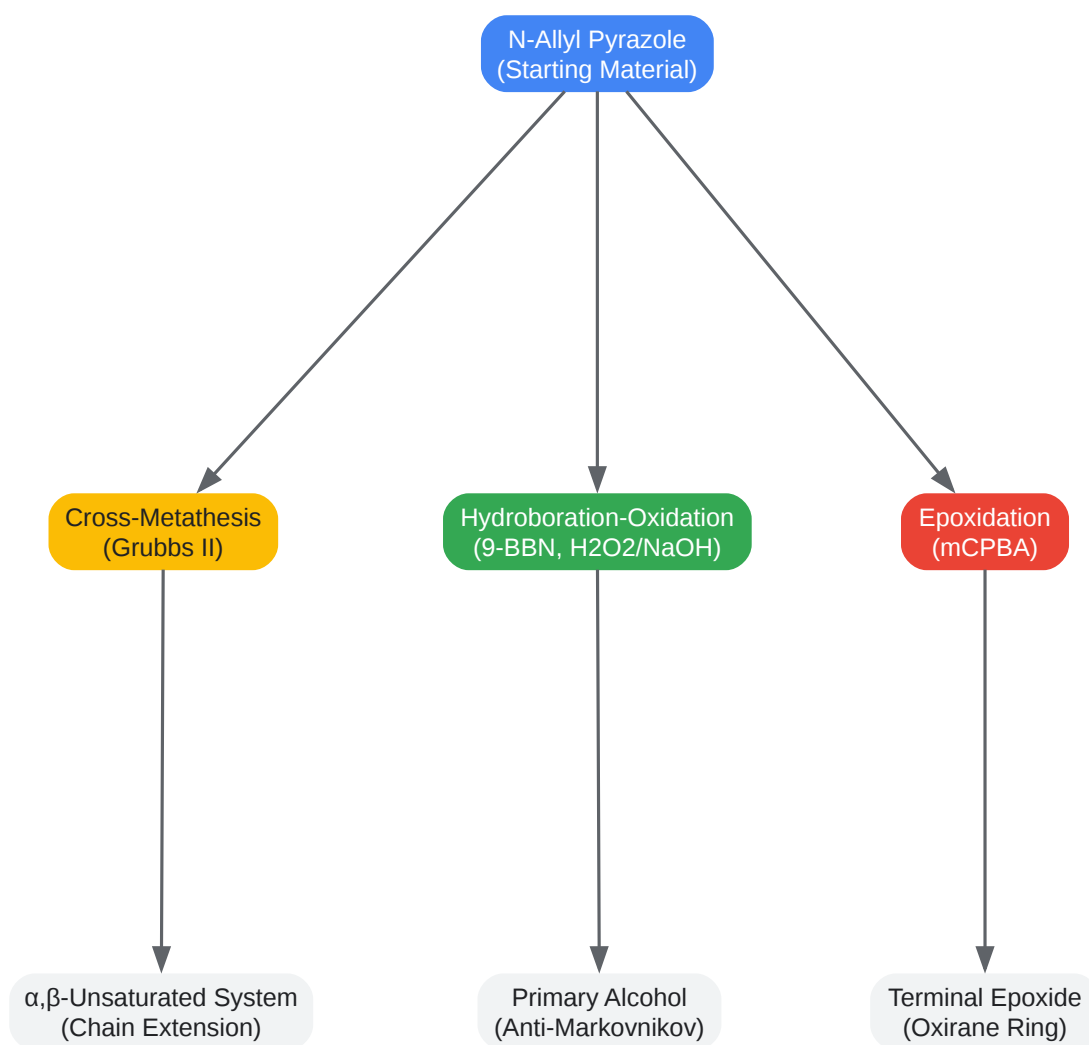 N-Allyl Pyrazole
(Starting Material)
Cross-Metathesis
(Grubbs II)
Hydroboration-Oxidation
(9-BBN, H2O2/NaOH)
Epoxidation
(mCPBA)
α,β-Unsaturated System
(Chain Extension)
Primary Alcohol
(Anti-Markovnikov)
Terminal Epoxide
(Oxirane Ring)